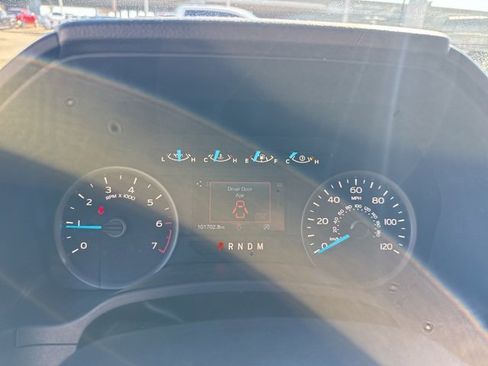 L H C H E F C H
Driver Door
Ajar
101702.8mi
P R N D M
0 1 2 3 4 5 6 7
RPM X 1000
0 20 40 60 80 100 120
MPH
km/h